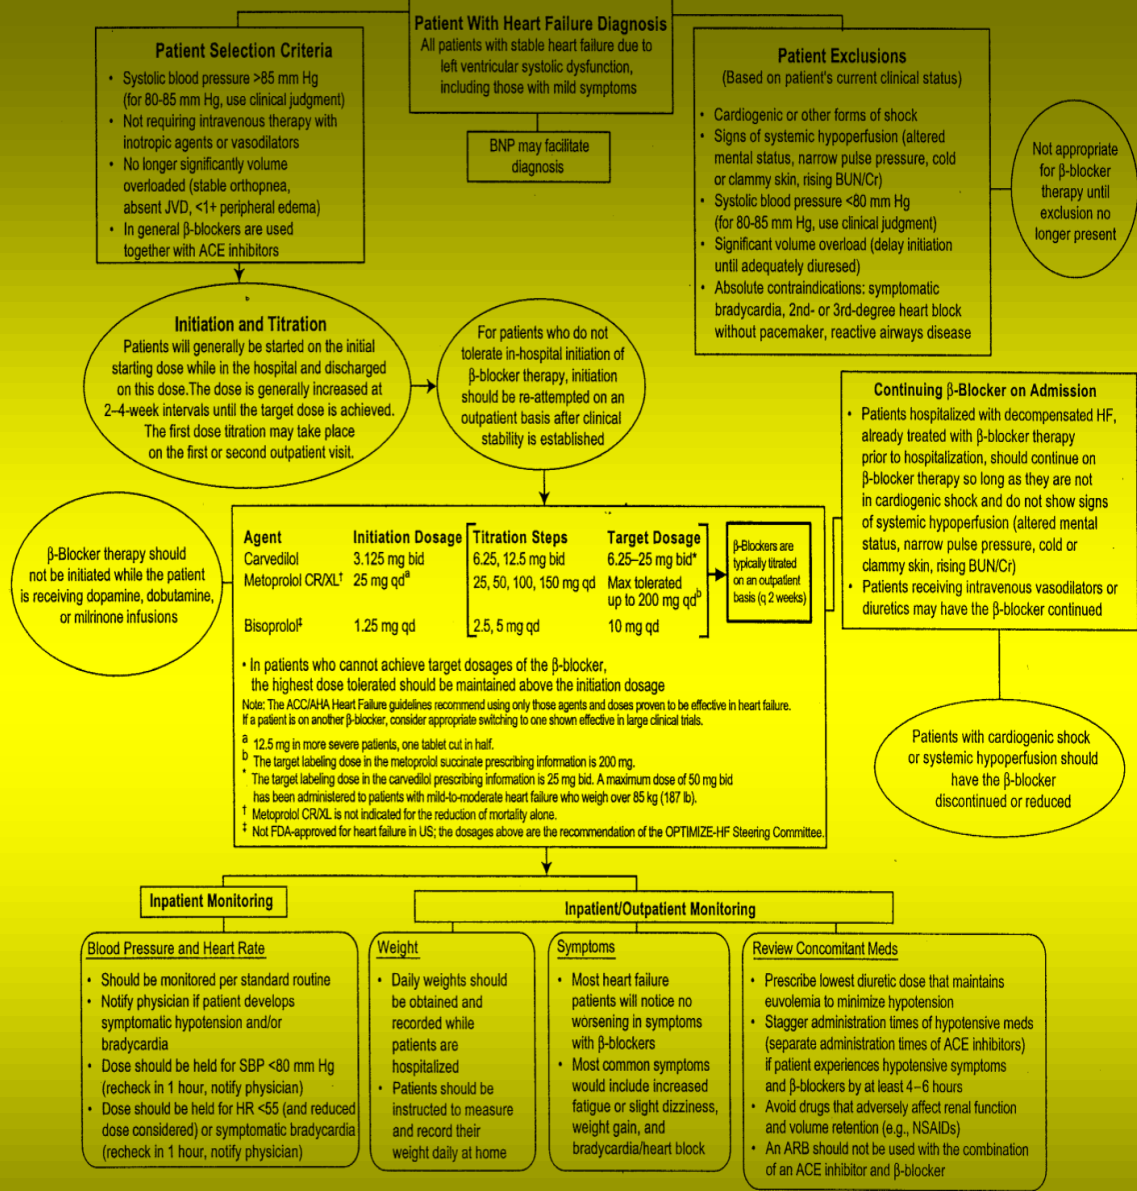 Patient With Heart Failure Diagnosis
All patients with stable heart failure due to
left ventricular systolic dysfunction,
including those with mild symptoms
BNP may facilitate
diagnosis
Patient Selection Criteria
• Systolic blood pressure >85 mm Hg
(for 80-85 mm Hg, use clinical judgment)
• Not requiring intravenous therapy with
inotropic agents or vasodilators
• No longer significantly volume
overloaded (stable orthopnea,
absent JVD, <1+ peripheral edema)
• In general β-blockers are used
together with ACE inhibitors
Patient Exclusions
(Based on patient's current clinical status)
• Cardiogenic or other forms of shock
• Signs of systemic hypoperfusion (altered
mental status, narrow pulse pressure, cold
or clammy skin, rising BUN/Cr)
• Systolic blood pressure <80 mm Hg
(for 80-85 mm Hg, use clinical judgment)
• Significant volume overload (delay initiation
until adequately diuresed)
• Absolute contraindications: symptomatic
bradycardia, 2nd- or 3rd-degree heart block
without pacemaker, reactive airways disease
Not appropriate
for β-blocker
therapy until
exclusion no
longer present
Initiation and Titration
Patients will generally be started on the initial
starting dose while in the hospital and discharged
on this dose.The dose is generally increased at
2–4-week intervals until the target dose is achieved.
The first dose titration may take place
on the first or second outpatient visit.
For patients who do not
tolerate in-hospital initiation of
β-blocker therapy, initiation
should be re-attempted on an
outpatient basis after clinical
stability is established
Continuing β-Blocker on Admission
• Patients hospitalized with decompensated HF,
already treated with β-blocker therapy
prior to hospitalization, should continue on
β-blocker therapy so long as they are not
in cardiogenic shock and do not show signs
of systemic hypoperfusion (altered mental
status, narrow pulse pressure, cold or
clammy skin, rising BUN/Cr)
• Patients receiving intravenous vasodilators or
diuretics may have the β-blocker continued
Patients with cardiogenic shock
or systemic hypoperfusion should
have the β-blocker
discontinued or reduced
β-Blocker therapy should
not be initiated while the patient
is receiving dopamine, dobutamine,
or milrinone infusions
Agent Initiation Dosage Titration Steps Target Dosage
Carvedilol 3.125 mg bid 6.25, 12.5 mg bid 6.25–25 mg bid*
Metoprolol CR/XL† 25 mg qda 25, 50, 100, 150 mg qd Max tolerated
up to 200 mg qdb
Bisoprolol‡ 1.25 mg qd 2.5, 5 mg qd 10 mg qd
β-Blockers are
typically titrated
on an outpatient
basis (q 2 weeks)
• In patients who cannot achieve target dosages of the β-blocker,
the highest dose tolerated should be maintained above the initiation dosage
Note: The ACC/AHA Heart Failure guidelines recommend using only those agents and doses proven to be effective in heart failure.
If a patient is on another β-blocker, consider appropriate switching to one shown effective in large clinical trials.
a 12.5 mg in more severe patients, one tablet cut in half.
b The target labeling dose in the metoprolol succinate prescribing information is 200 mg.
* The target labeling dose in the carvedilol prescribing information is 25 mg bid. A maximum dose of 50 mg bid
has been administered to patients with mild-to-moderate heart failure who weigh over 85 kg (187 lb).
† Metoprolol CR/XL is not indicated for the reduction of mortality alone.
‡ Not FDA-approved for heart failure in US; the dosages above are the recommendation of the OPTIMIZE-HF Steering Committee.
Inpatient Monitoring
Inpatient/Outpatient Monitoring
Blood Pressure and Heart Rate
• Should be monitored per standard routine
• Notify physician if patient develops
symptomatic hypotension and/or
bradycardia
• Dose should be held for SBP <80 mm Hg
(recheck in 1 hour, notify physician)
• Dose should be held for HR <55 (and reduced
dose considered) or symptomatic bradycardia
(recheck in 1 hour, notify physician)
Weight
• Daily weights should
be obtained and
recorded while
patients are
hospitalized
• Patients should be
instructed to measure
and record their
weight daily at home
Symptoms
• Most heart failure
patients will notice no
worsening in symptoms
with β-blockers
• Most common symptoms
would include increased
fatigue or slight dizziness,
weight gain, and
bradycardia/heart block
Review Concomitant Meds
• Prescribe lowest diuretic dose that maintains
euvolemia to minimize hypotension
• Stagger administration times of hypotensive meds
(separate administration times of ACE inhibitors)
if patient experiences hypotensive symptoms
and β-blockers by at least 4–6 hours
• Avoid drugs that adversely affect renal function
and volume retention (e.g., NSAIDs)
• An ARB should not be used with the combination
of an ACE inhibitor and β-blocker